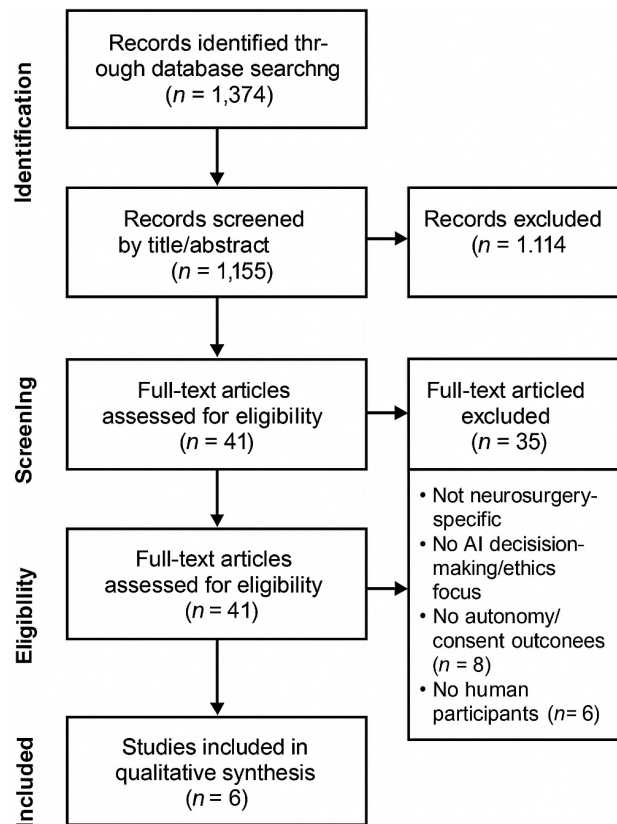 Identification
Records identified thr-
ough database searchng
(n = 1,374)
Records screened
by title/abstract
(n = 1,155)
Records excluded
(n = 1.114
Screening
Full-text articles
assessed for eligibility
(n = 41)
Full-text articled
excluded
(n = 35)
• Not neurosurgery-
specific
• No AI decisision-
making/ethics
focus
• No autonomy/
consent outconees
(n = 8)
• No human
participants (n= 6)
Eligibility
Full-text articles
assessed for eligibility
(n = 41)
Included
Studies included in
qualitative synthesis
(n = 6)